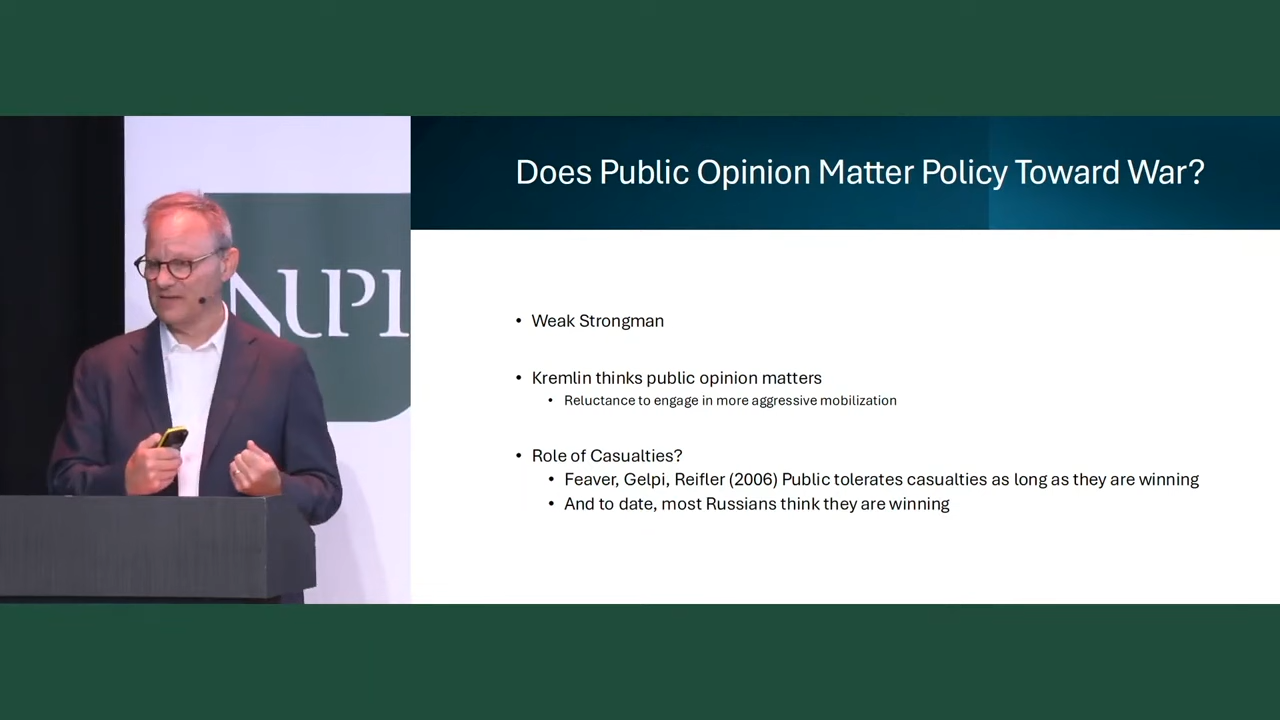 NUPI
Does Public Opinion Matter Policy Toward War?
• Weak Strongman
• Kremlin thinks public opinion matters
• Reluctance to engage in more aggressive mobilization
• Role of Casualties?
• Feaver, Gelpi, Reifler (2006) Public tolerates casualties as long as they are winning
• And to date, most Russians think they are winning